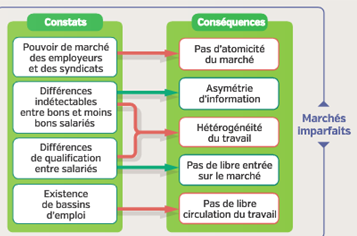 Constats
Conséquences
Pouvoir de marché
des employeurs
et des syndicats
Pas d'atomicité
du marché
Différences
indétectables
entre bons et moins
bons salariés
Asymétrie
d'information
Hétérogénéité
du travail
Marchés
imparfaits
Différences
de qualification
entre salariés
Pas de libre entrée
sur le marché
Existence
de bassins
d'emploi
Pas de libre
circulation du travail